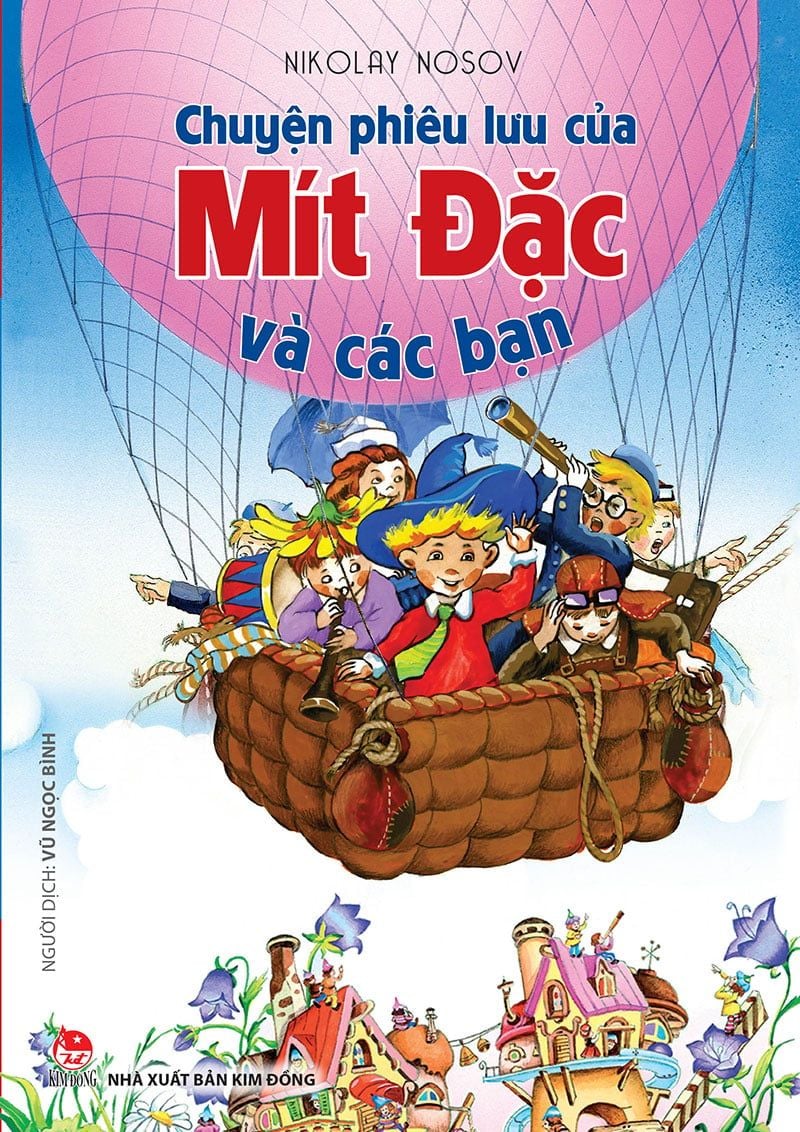 NIKOLAY NOSOV
Chuyện phiêu lưu của
Mít Đặc
và các bạn
NGƯỜI DỊCH: VŨ NGỌC BÌNH
KIM ĐỒNG
NHÀ XUẤT BẢN KIM ĐỒNG